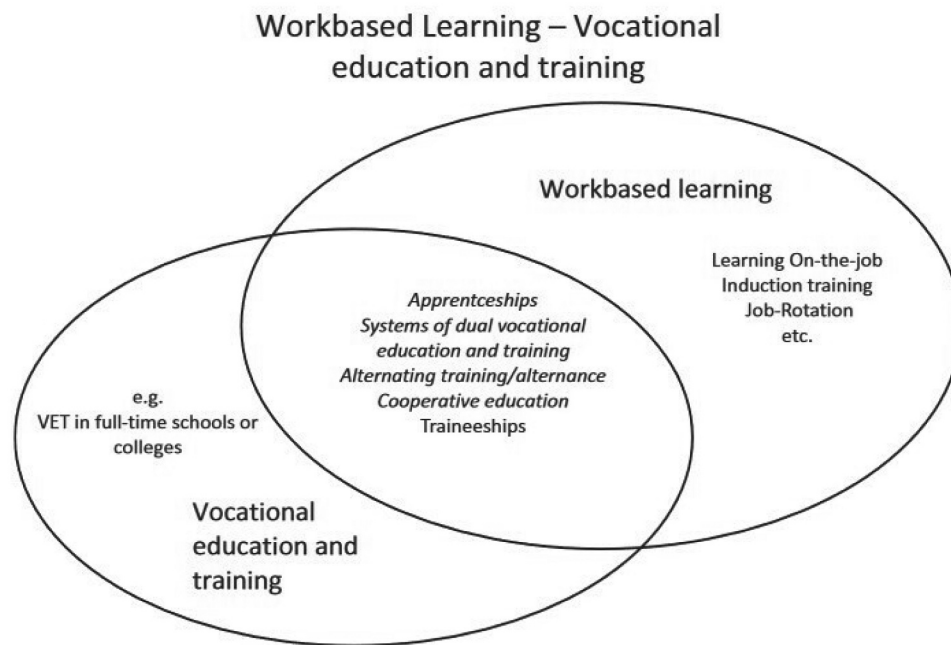 Workbased Learning – Vocational
education and training
Workbased learning
Learning On-the-job
Induction training
Job-Rotation
etc.
Apprentceships
Systems of dual vocational
education and training
Alternating training/alternance
Cooperative education
Traineeships
e.g.
VET in full-time schools or
colleges
Vocational
education and
training